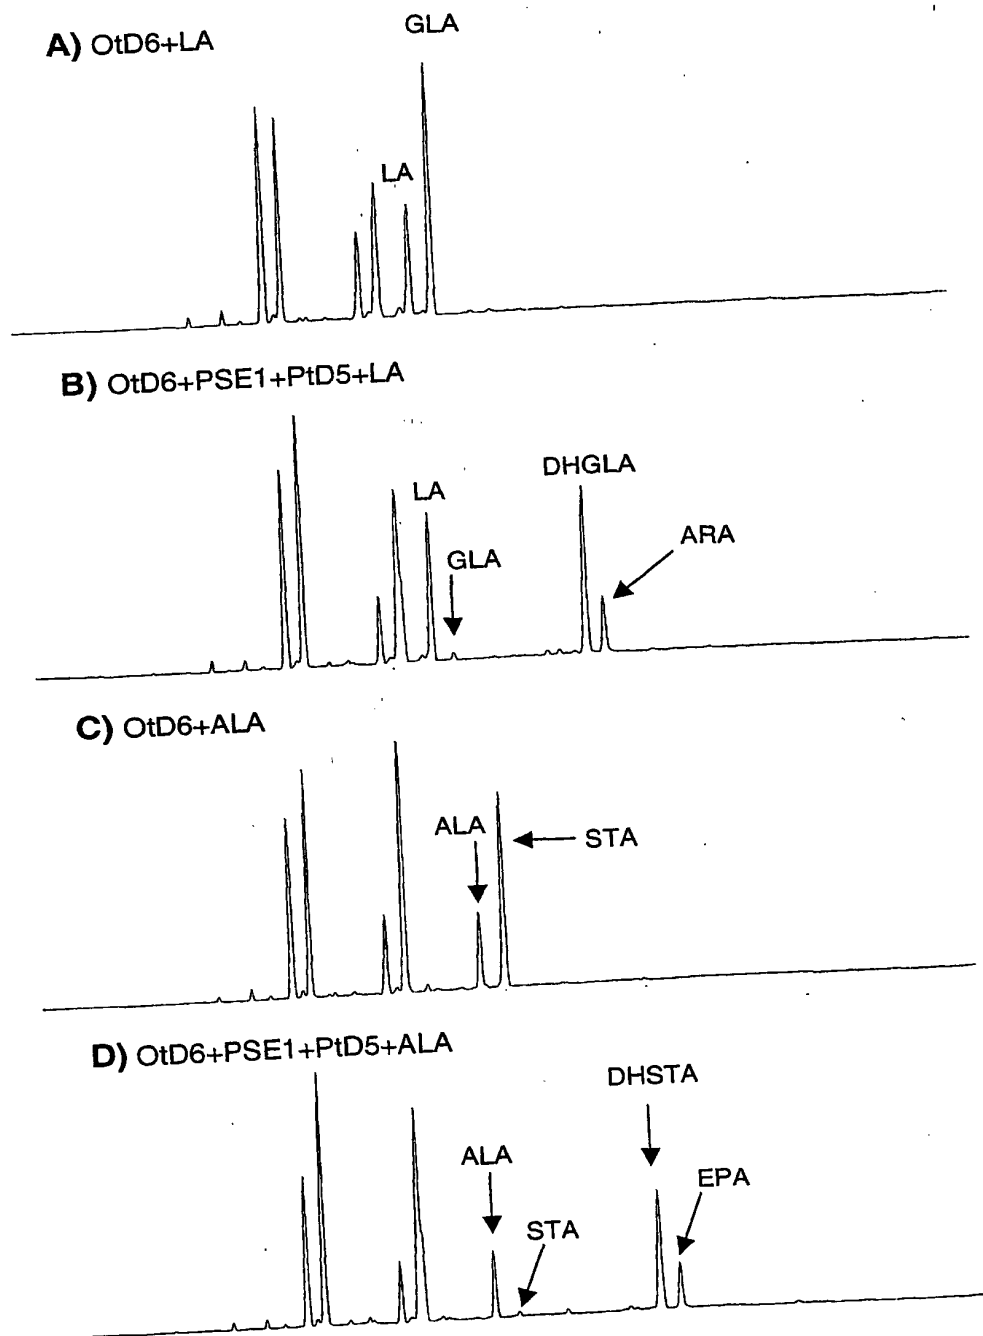 A) OtD6+LA
GLA
LA
B) OtD6+PSE1+PtD5+LA
DHGLA
LA
ARA
GLA
C) OtD6+ALA
ALA
STA
D) OtD6+PSE1+PtD5+ALA
DHSTA
ALA
EPA
STA